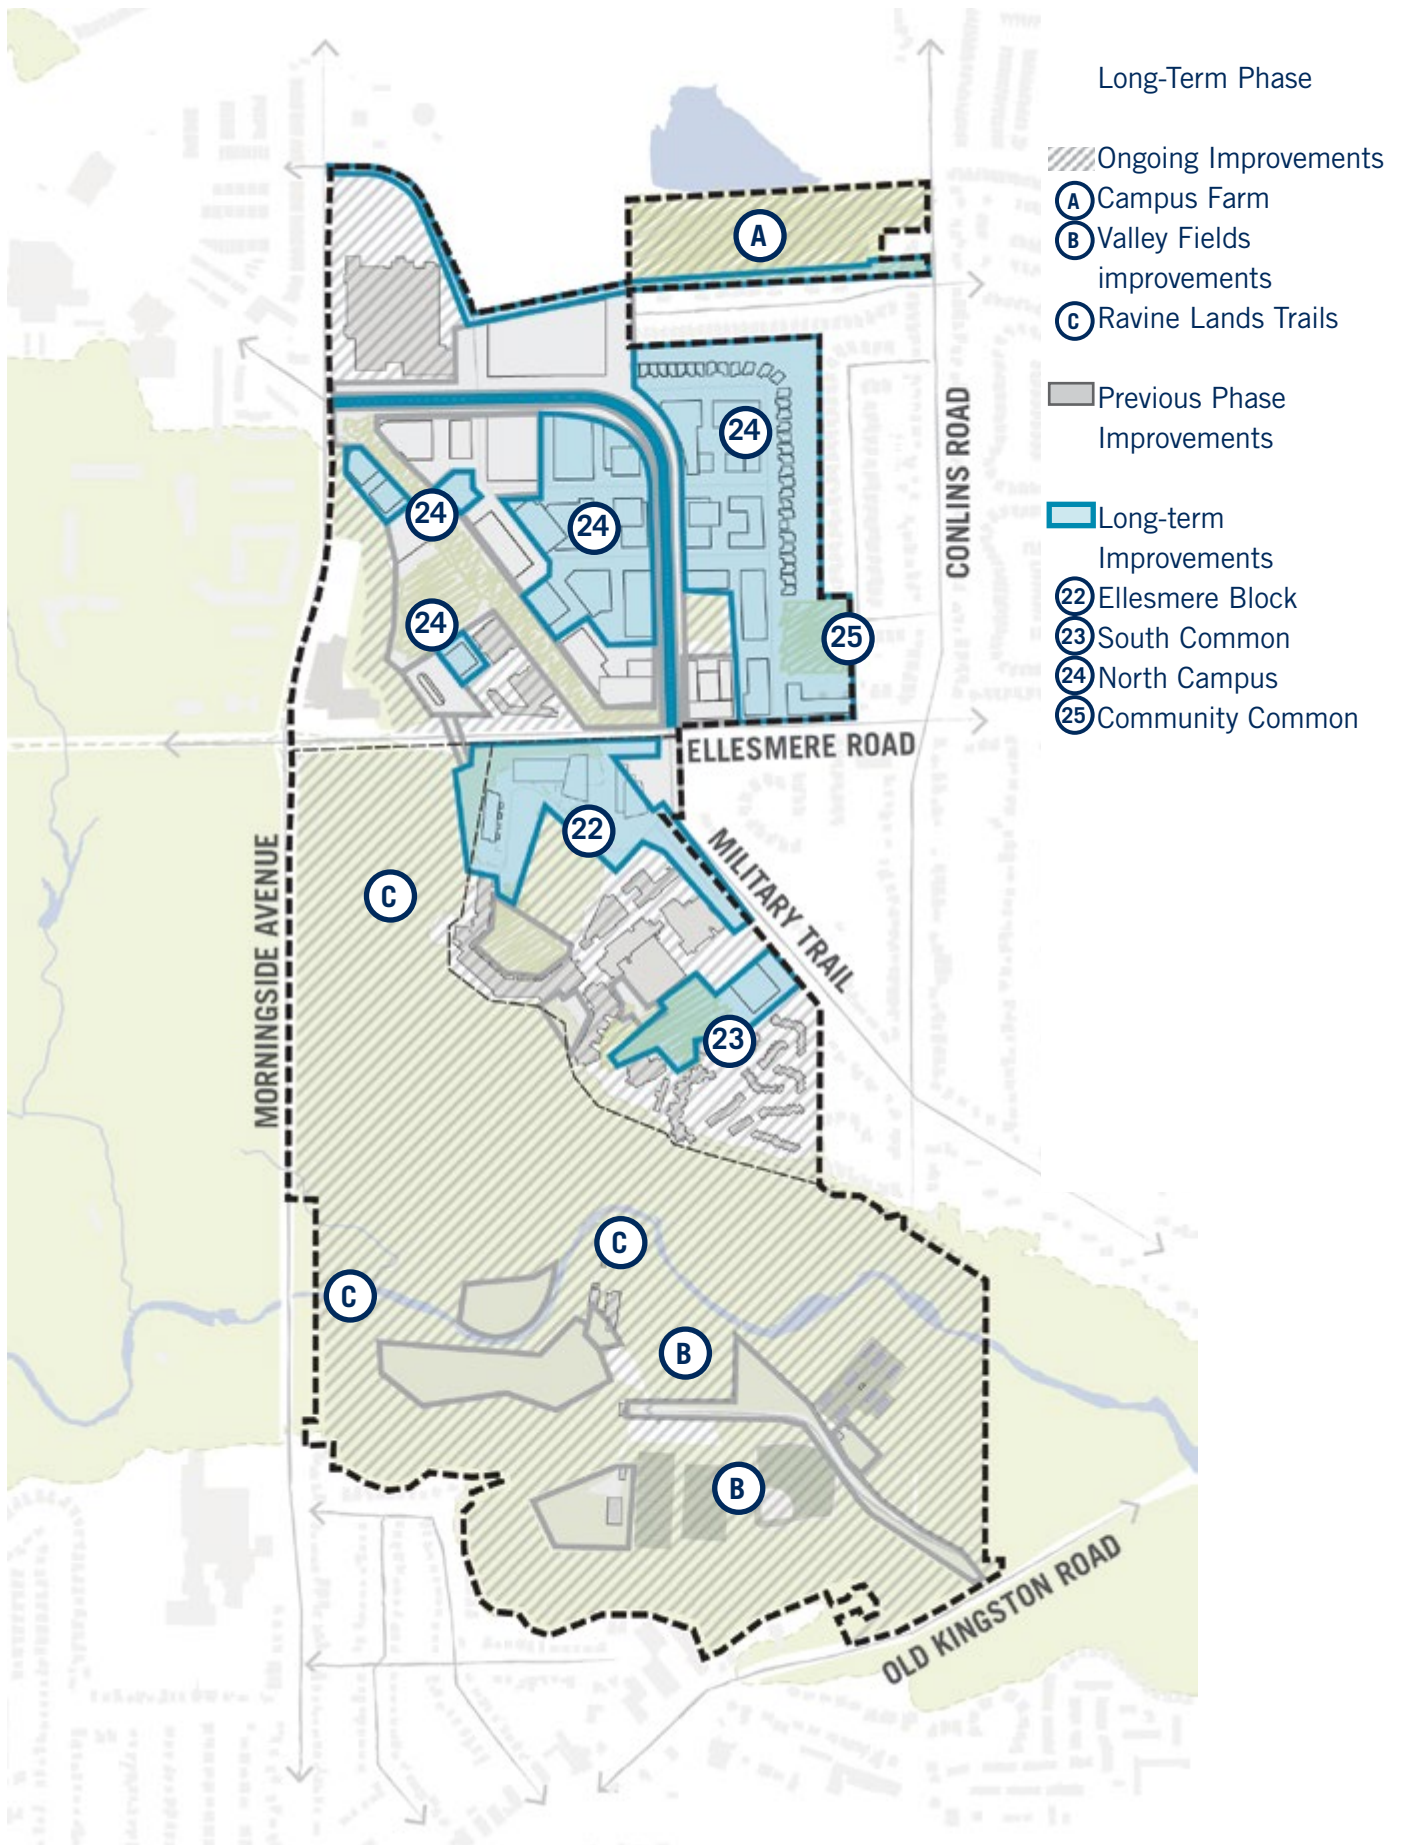 Long-Term Phase
Ongoing Improvements
A Campus Farm
B Valley Fields
improvements
C Ravine Lands Trails
Previous Phase
Improvements
Long-term
Improvements
22 Ellesmere Block
23 South Common
24 North Campus
25 Community Common
A
24
CONLINS ROAD
24
24
24
25
ELLESMERE ROAD
22
MILITARY TRAIL
C
MORNINGSIDE AVENUE
23
C
C
B
B
OLD KINGSTON ROAD